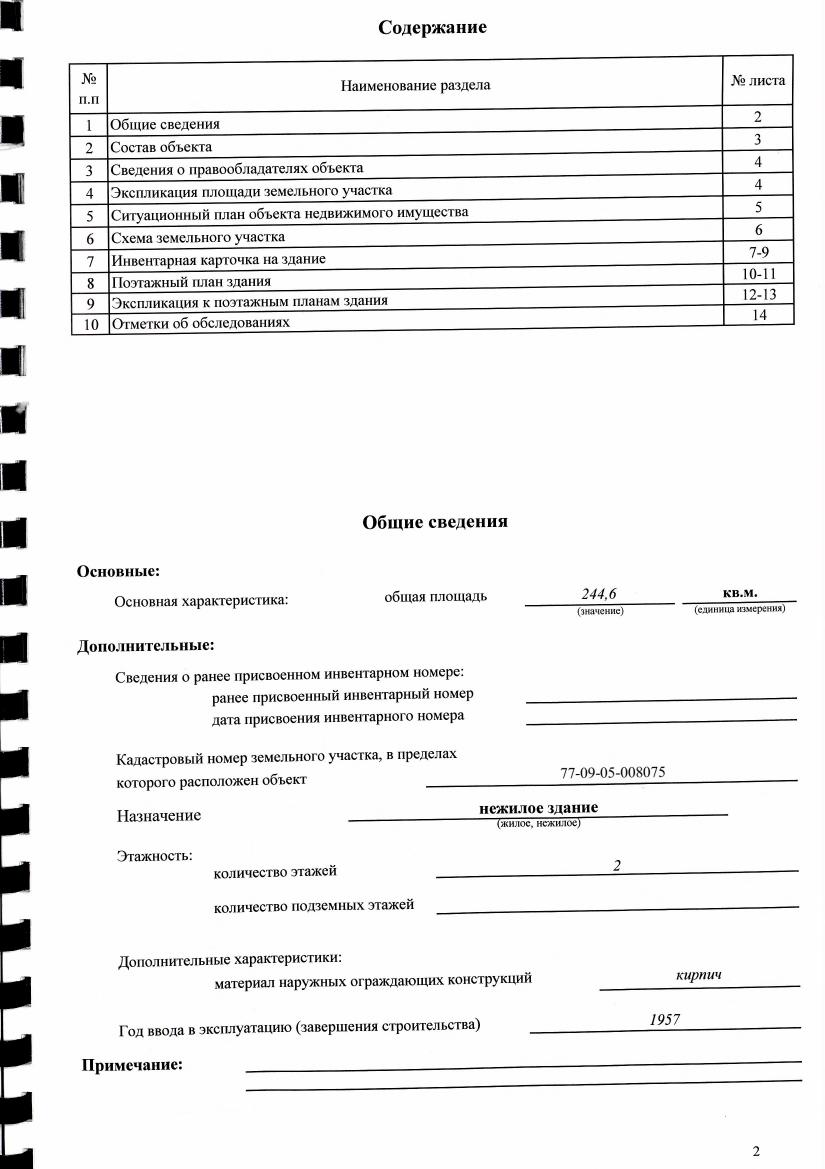 Содержание
№ п.п Наименование раздела № листа
1 Общие сведения 2
2 Состав объекта 3
3 Сведения о правообладателях объекта 4
4 Экспликация площади земельного участка 4
5 Ситуационный план объекта недвижимого имущества 5
6 Схема земельного участка 6
7 Инвентарная карточка на здание 7-9
8 Поэтажный план здания 10-11
9 Экспликация к поэтажным планам здания 12-13
10 Отметки об обследованиях 14
Общие сведения
Основные:
Основная характеристика: общая площадь 244,6 кв.м.
(значение) (единица измерения)
Дополнительные:
Сведения о ранее присвоенном инвентарном номере:
ранее присвоенный инвентарный номер
дата присвоения инвентарного номера
Кадастровый номер земельного участка, в пределах
которого расположен объект 77-09-05-008075
Назначение нежилое здание
(жилое, нежилое)
Этажность:
количество этажей 2
количество подземных этажей
Дополнительные характеристики:
материал наружных ограждающих конструкций кирпич
Год ввода в эксплуатацию (завершения строительства) 1957
Примечание:
2